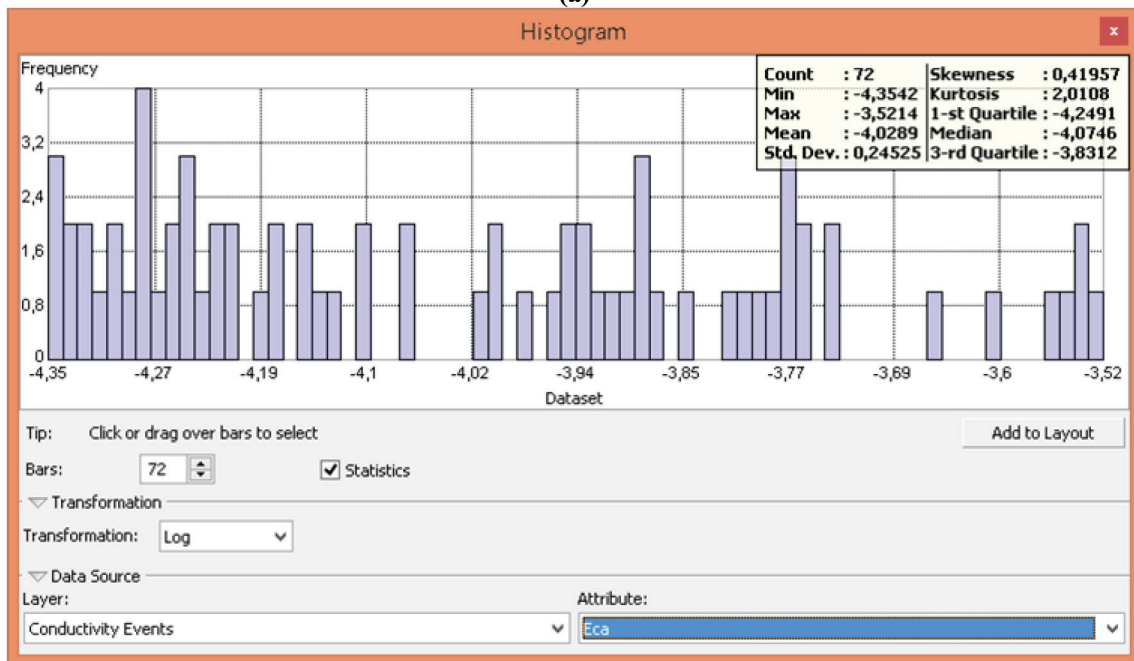 (a)
Histogram
x
Frequency
Count : 72 Skewness : 0,41957
Min : -4,3542 Kurtosis : 2,0108
Max : -3,5214 1-st Quartile : -4,2491
Mean : -4,0289 Median : -4,0746
Std. Dev. : 0,24525 3-rd Quartile : -3,8312
4
3,2
2,4
1,6
0,8
0
-4,35 -4,27 -4,19 -4,1 -4,02 -3,94 -3,85 -3,77 -3,69 -3,6 -3,52
Dataset
Tip: Click or drag over bars to select Add to Layout
Bars: 72 Statistics
Transformation
Transformation: Log
Data Source
Layer: Attribute:
Conductivity Events Eca